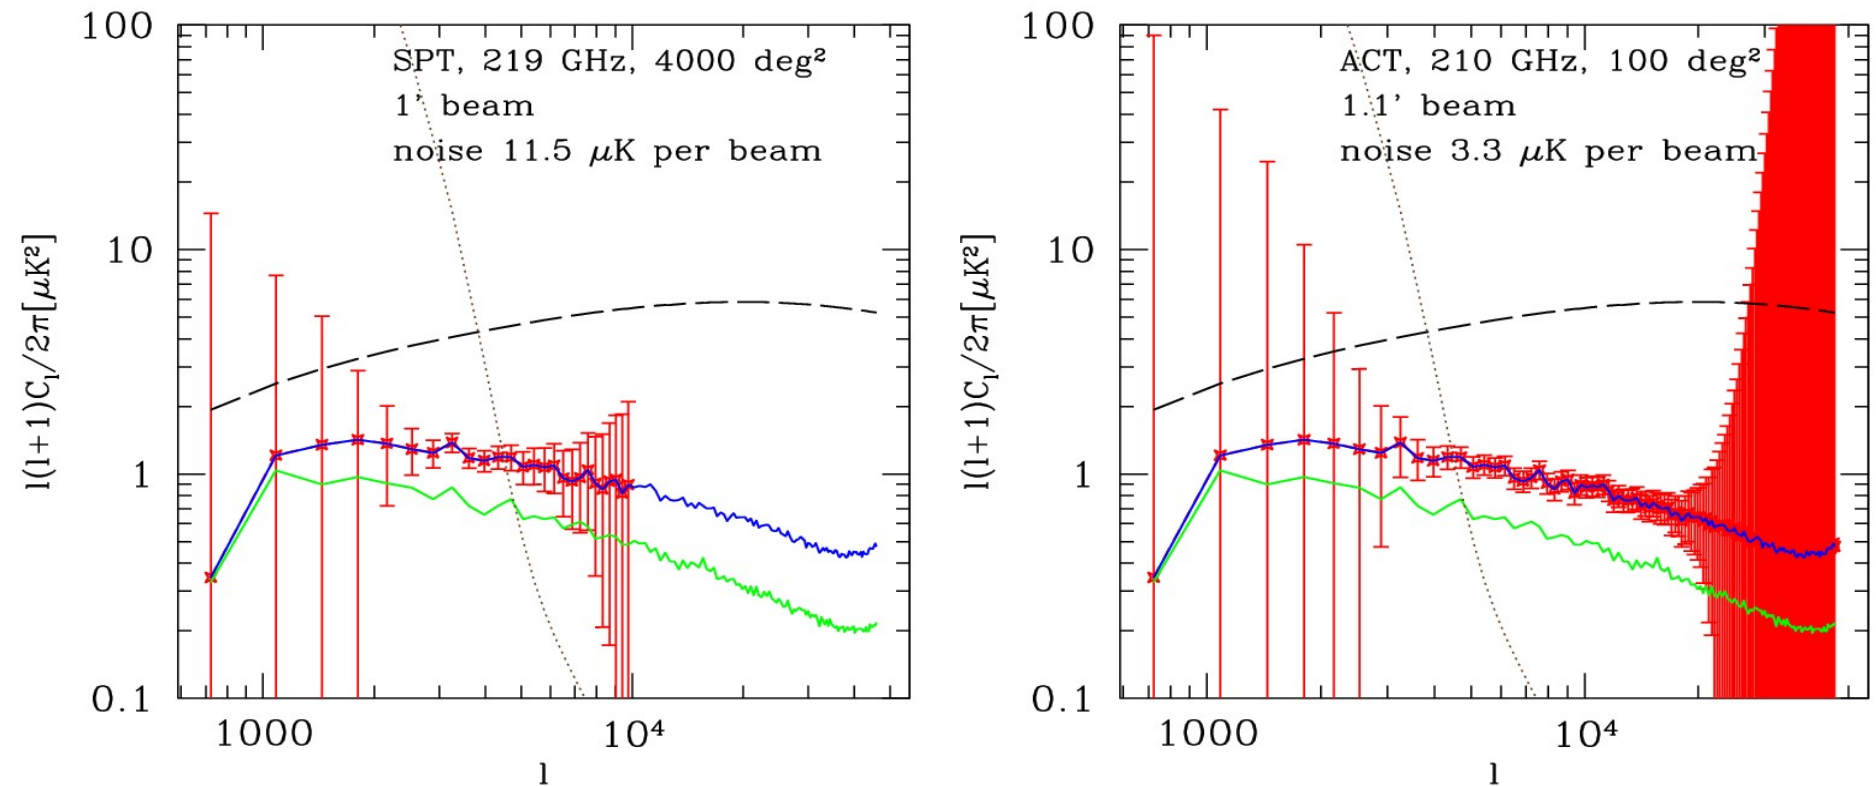 100
10
1
0.1
l(l+1)Cₗ/2π[μK²]
SPT, 219 GHz, 4000 deg²
1' beam
noise 11.5 μK per beam
1000
10⁴
l
100
10
1
0.1
l(l+1)Cₗ/2π[μK²]
ACT, 210 GHz, 100 deg²
1.1' beam
noise 3.3 μK per beam
1000
10⁴
l